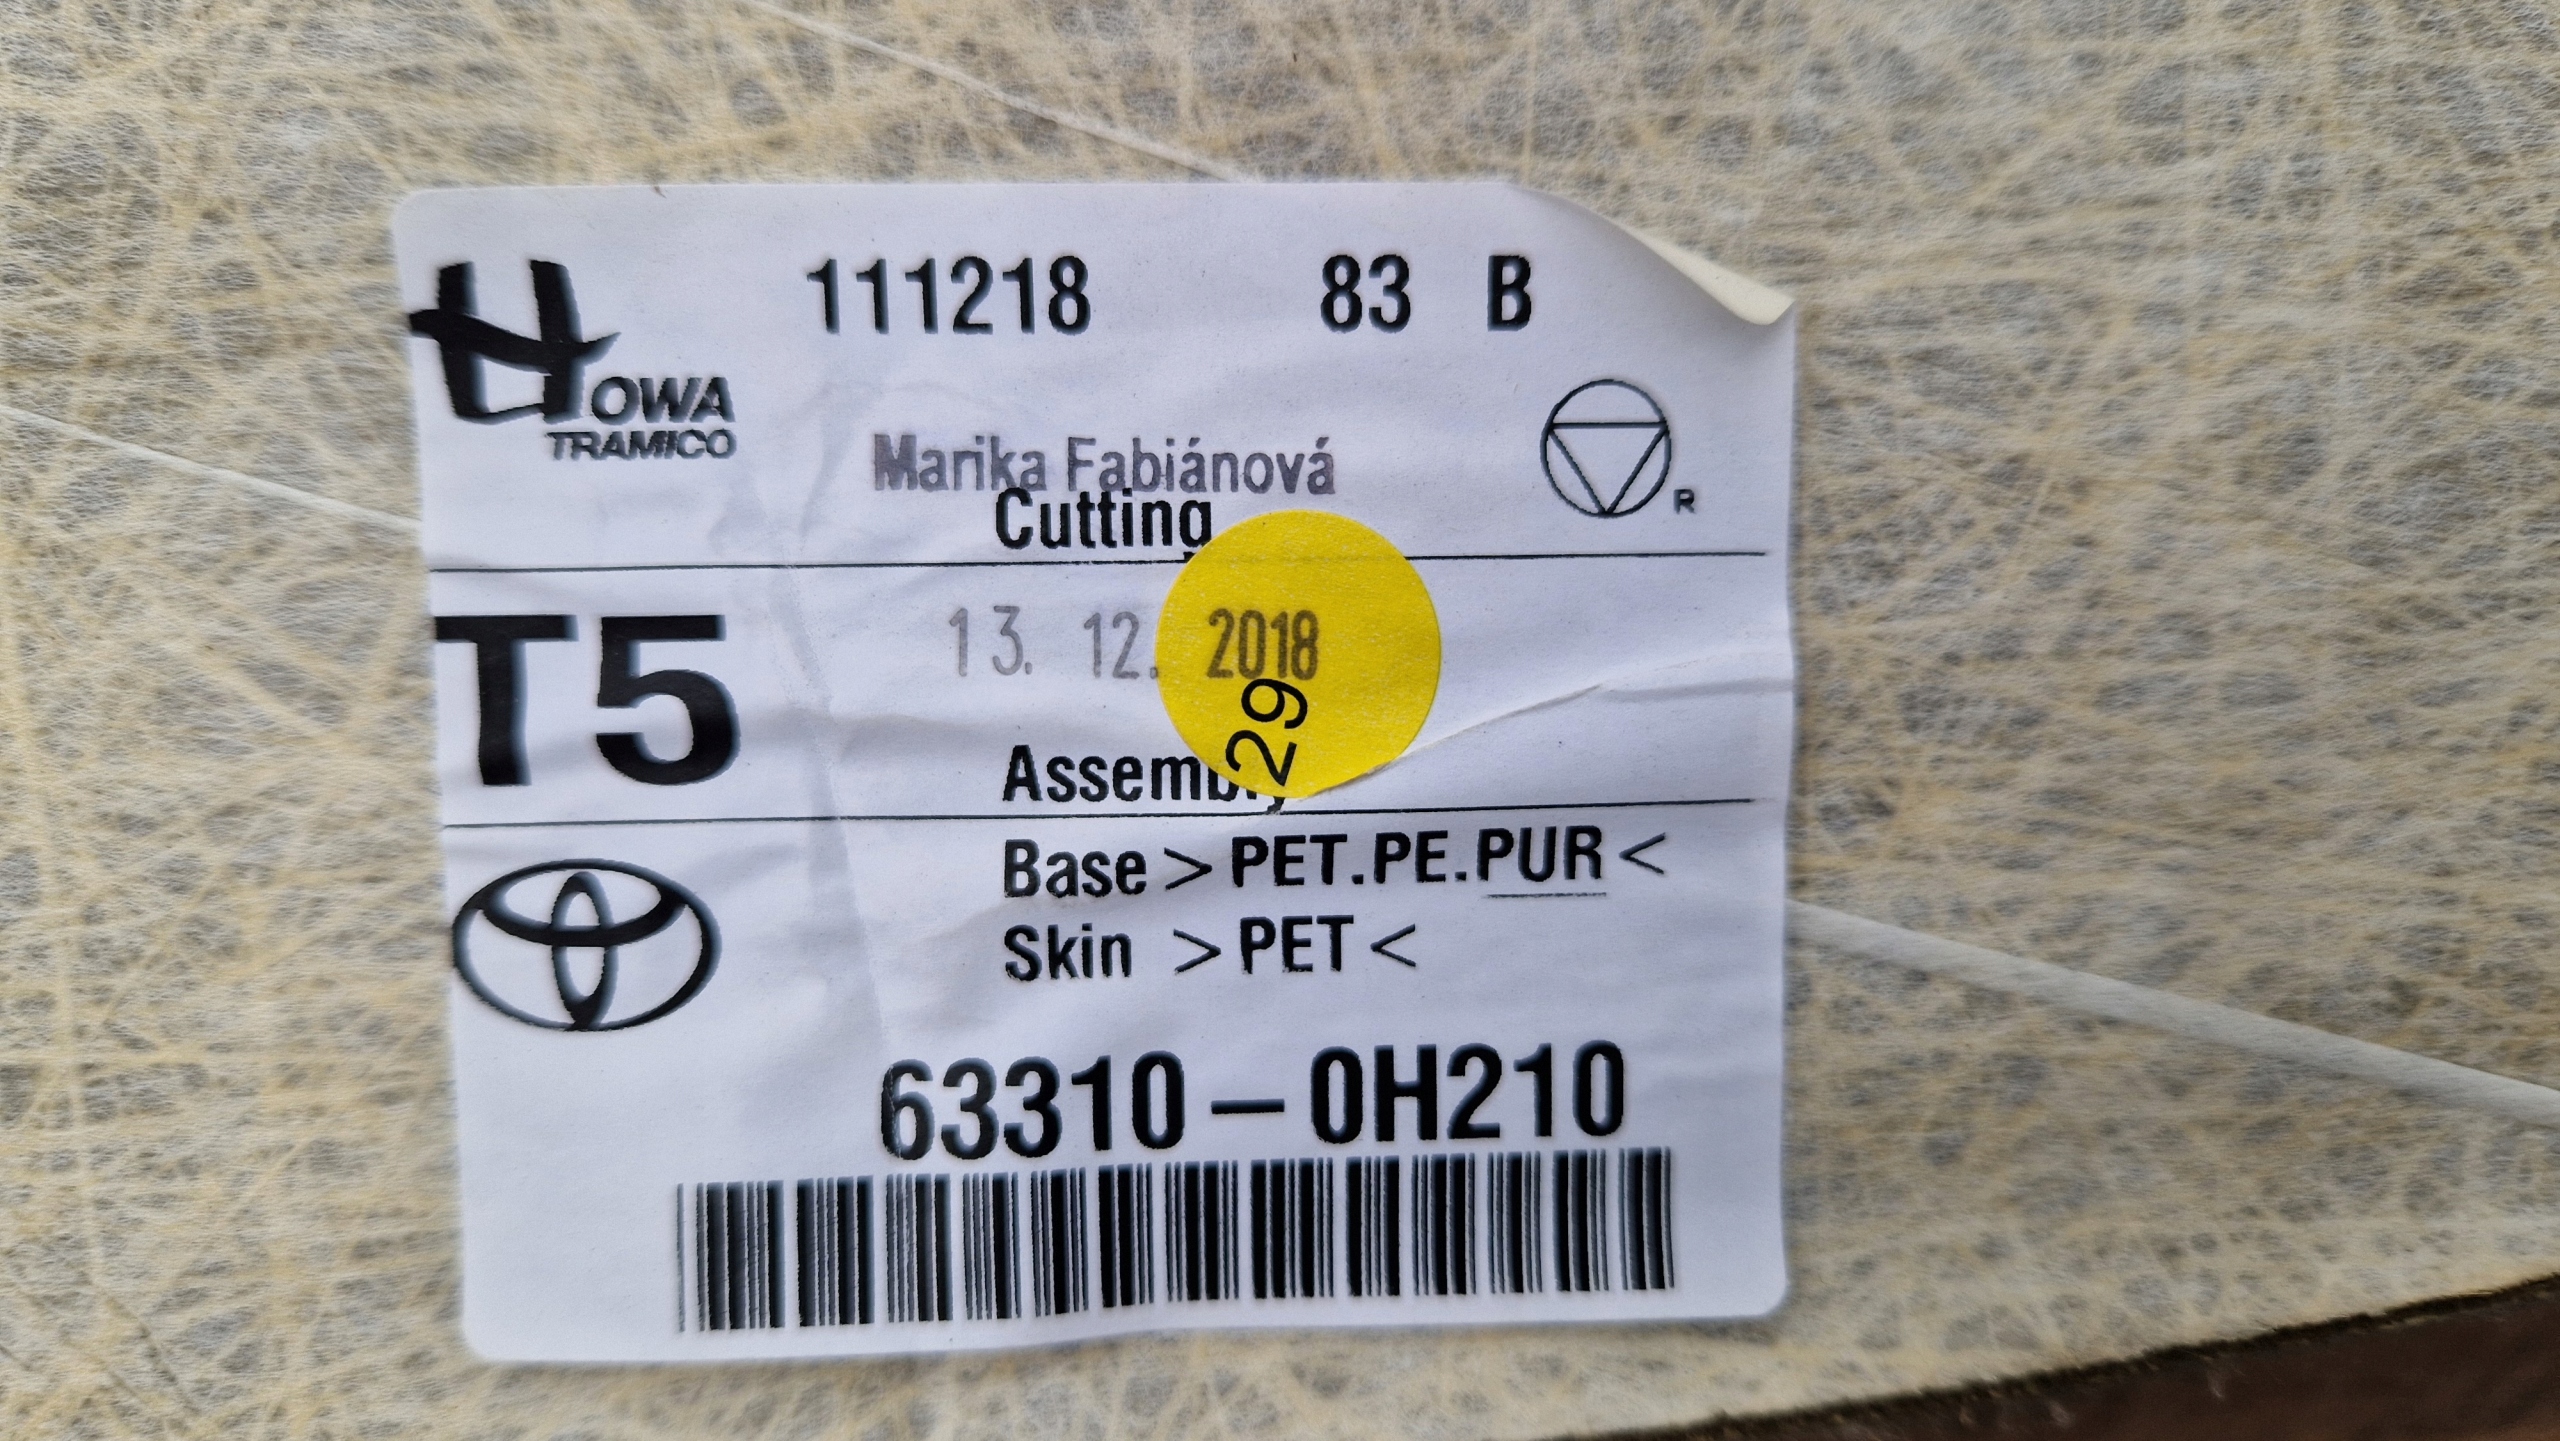 111218 83 B
HOWA
TRAMICO
Marika Fabiánová
R
Cutting
T5
13. 12. 2018
29
Assembly
Base >PET.PE.PUR<
Skin >PET<
63310-0H210